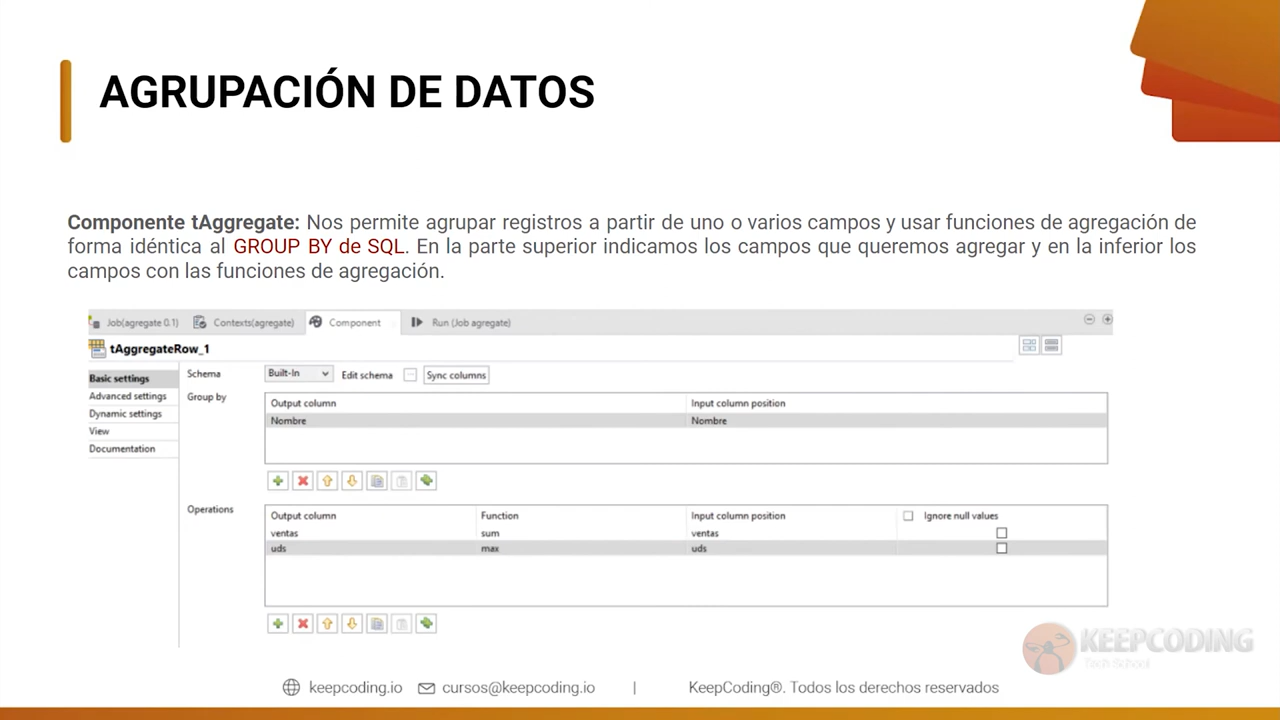 AGRUPACIÓN DE DATOS
Componente tAggregate: Nos permite agrupar registros a partir de uno o varios campos y usar funciones de agregación de
forma idéntica al GROUP BY de SQL. En la parte superior indicamos los campos que queremos agregar y en la inferior los
campos con las funciones de agregación.
Job(agregate 0.1) Contexts(agregate) Component Run (Job agregate)
tAggregateRow_1
Basic settings
Advanced settings
Dynamic settings
View
Documentation
Schema Built-In Edit schema ... Sync columns
Group by
Output column Input column position
Nombre Nombre
Operations
Output column Function Input column position Ignore null values
ventas sum ventas
uds max uds
KEEPCODING
Tech School
keepcoding.io cursos@keepcoding.io | KeepCoding®. Todos los derechos reservados